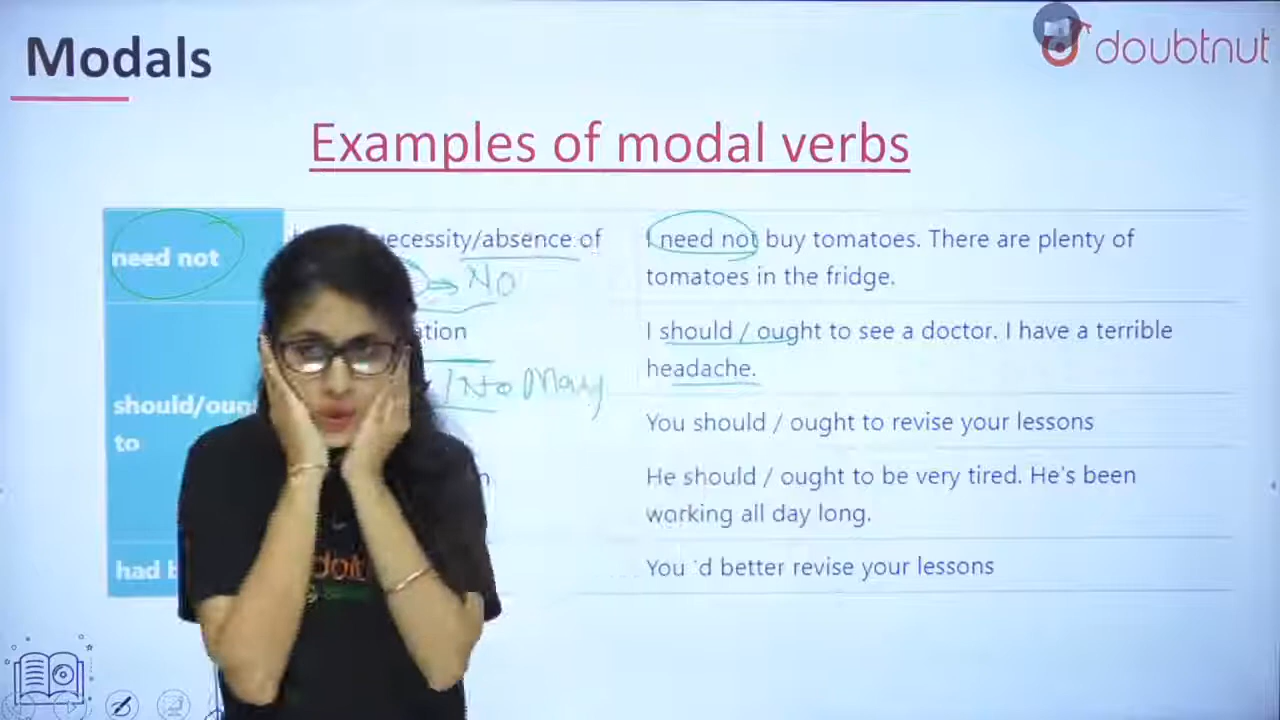 Modals
doubtnut
Examples of modal verbs
need not
necessity/absence of
I need not buy tomatoes. There are plenty of
tomatoes in the fridge.
→ No
I should / ought to see a doctor. I have a terrible
headache.
/ No
should/ought
to
You should / ought to revise your lessons
He should / ought to be very tired. He's been
working all day long.
had
You 'd better revise your lessons